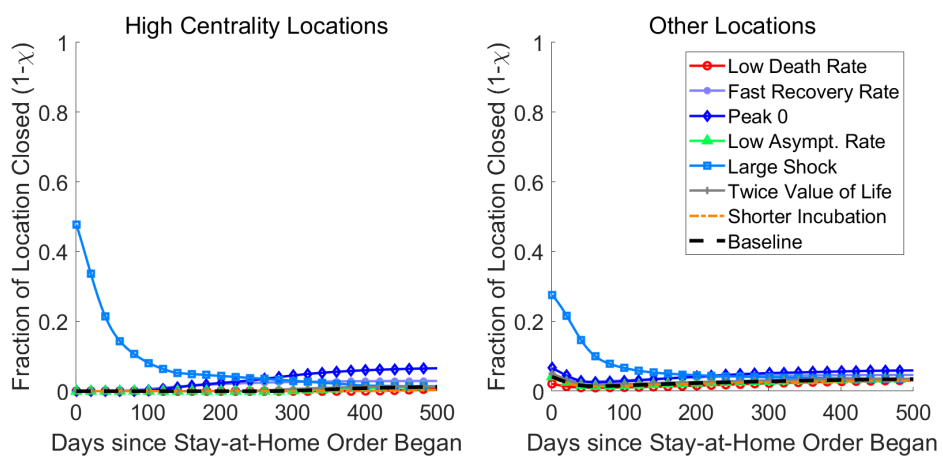 High Centrality Locations
Fraction of Location Closed (1-χ)
1
0.8
0.6
0.4
0.2
0
0 100 200 300 400 500
Days since Stay-at-Home Order Began
Other Locations
Fraction of Location Closed (1-χ)
1
0.8
0.6
0.4
0.2
0
0 100 200 300 400 500
Days since Stay-at-Home Order Began
Low Death Rate
Fast Recovery Rate
Peak 0
Low Asympt. Rate
Large Shock
Twice Value of Life
Shorter Incubation
Baseline